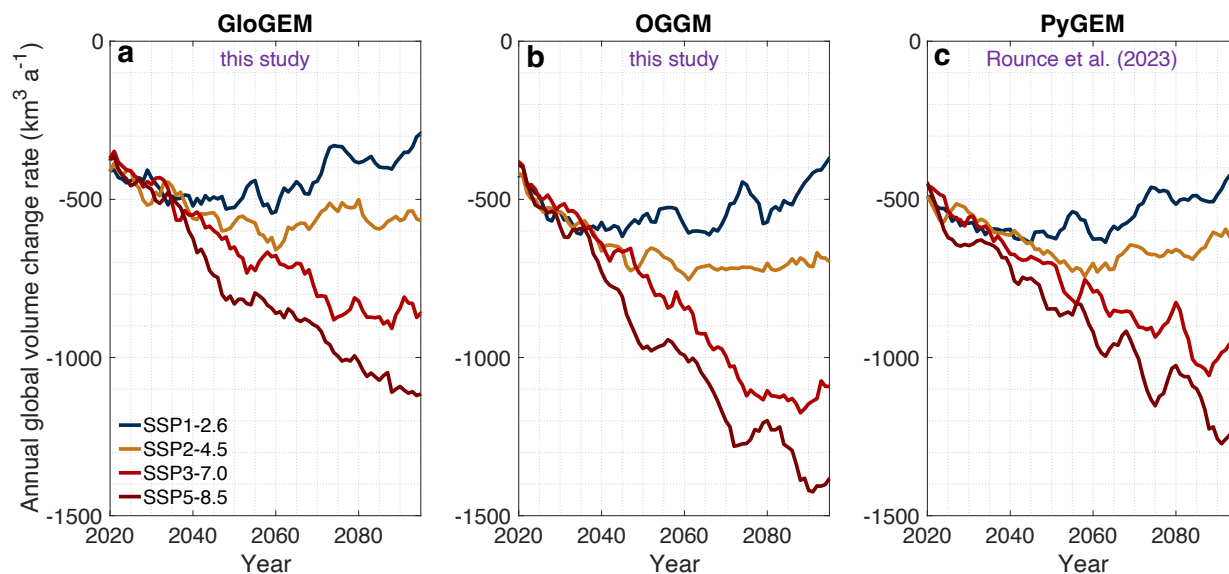 GloGEM
OGGM
PyGEM
a
this study
b
this study
c
Rounce et al. (2023)
Annual global volume change rate (km³ a⁻¹)
0
-500
-1000
-1500
0
-500
-1000
-1500
0
-500
-1000
-1500
SSP1-2.6
SSP2-4.5
SSP3-7.0
SSP5-8.5
2020 2040 2060 2080
2020 2040 2060 2080
2020 2040 2060 2080
Year
Year
Year